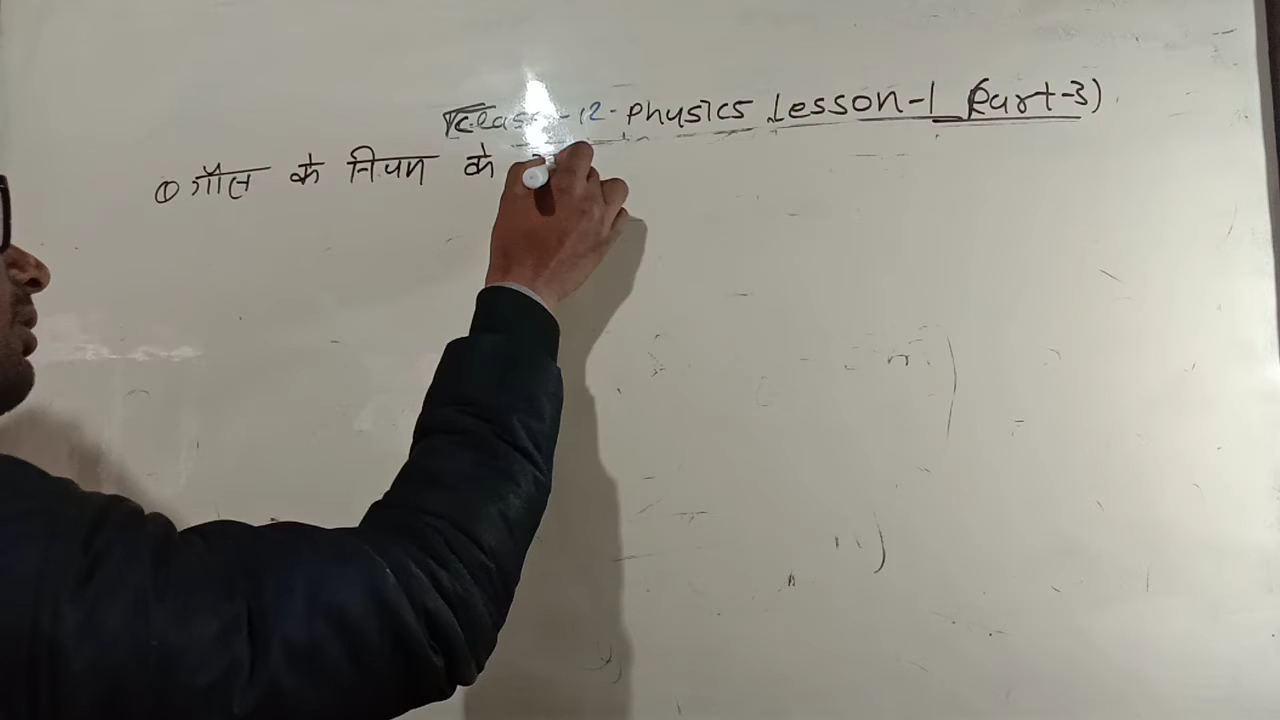 Class-12-Physics Lesson-1 (Part-3)
① गौस के नियम के